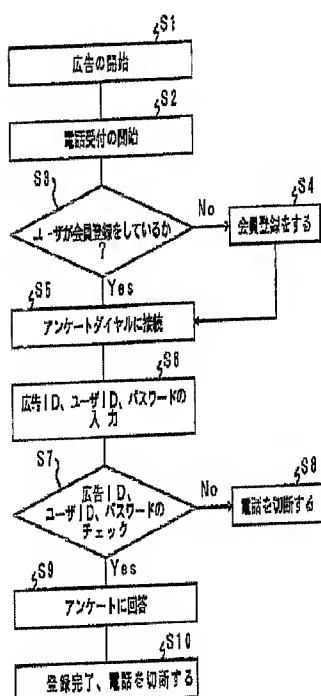 S1
広告の開始
S2
電話受付の開始
S3
ユーザが会員登録をしているか
?
No
S4
会員登録をする
Yes
S5
アンケートダイヤルに接続
S6
広告ID、ユーザID、パスワードの
入力
S7
広告ID、
ユーザID、パスワードの
チェック
No
S8
電話を切断する
Yes
S9
アンケートに回答
S10
登録完了、電話を切断する